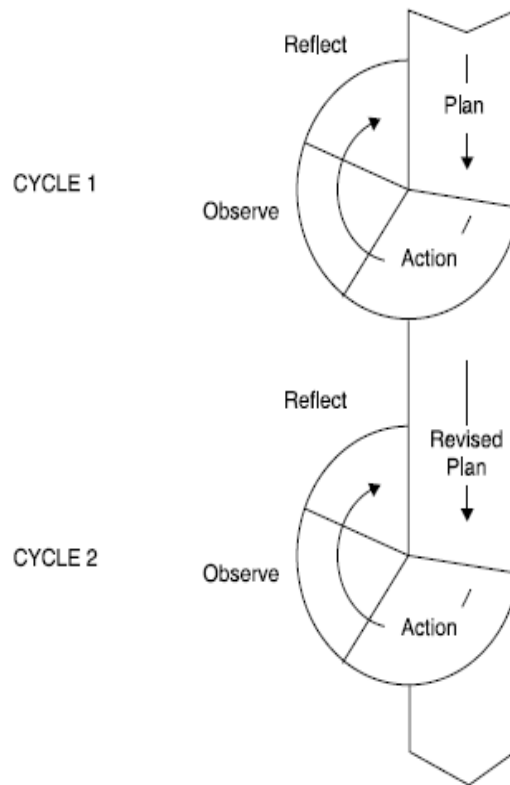 Reflect
Plan
CYCLE 1
Observe
Action
Reflect
Revised
Plan
CYCLE 2
Observe
Action